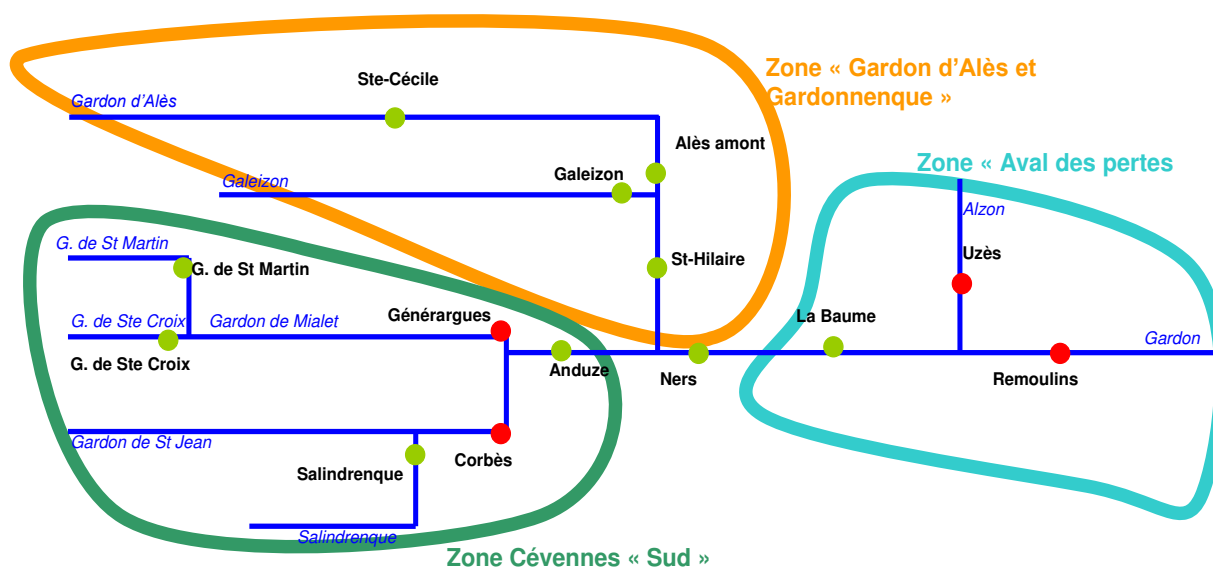 Zone « Gardon d'Alès et
Gardonnenque »
Ste-Cécile
Gardon d'Alès
Alès amont
Galeizon
Galeizon
Zone « Aval des pertes
Alzon
G. de St Martin
G. de St Martin
St-Hilaire
Uzès
Générargues
La Baume
G. de Ste Croix
Gardon de Mialet
Gardon
G. de Ste Croix
Anduze
Ners
Remoulins
Gardon de St Jean
Corbès
Salindrenque
Salindrenque
Zone Cévennes « Sud »